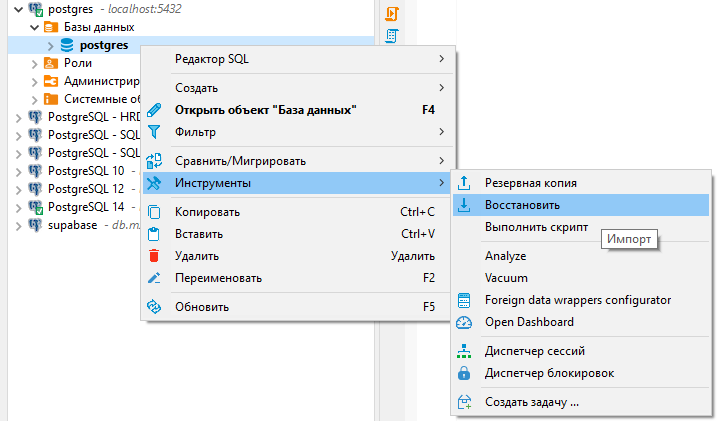 postgres - localhost:5432
Базы данных
postgres
Роли
Администрир
Системные об
PostgreSQL - HRD
PostgreSQL - SQL
PostgreSQL - SQL
PostgreSQL 10 -
PostgreSQL 12 -
PostgreSQL 14 -
supabase - db.m
Редактор SQL
Создать
Открыть объект "База данных" F4
Фильтр
Сравнить/Мигрировать
Инструменты
Копировать Ctrl+C
Вставить Ctrl+V
Удалить Удалить
Переименовать F2
Обновить F5
Резервная копия
Восстановить
Выполнить скрипт
Импорт
Analyze
Vacuum
Foreign data wrappers configurator
Open Dashboard
Диспетчер сессий
Диспетчер блокировок
Создать задачу ...